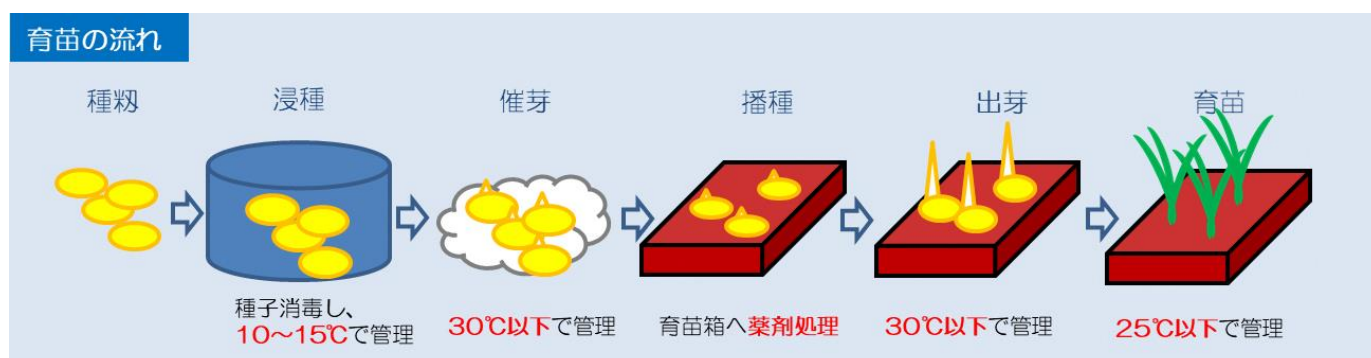 育苗の流れ
種籾
浸種
催芽
播種
出芽
育苗
種子消毒し、
10~15℃で管理
30℃以下で管理
育苗箱へ薬剤処理
30℃以下で管理
25℃以下で管理